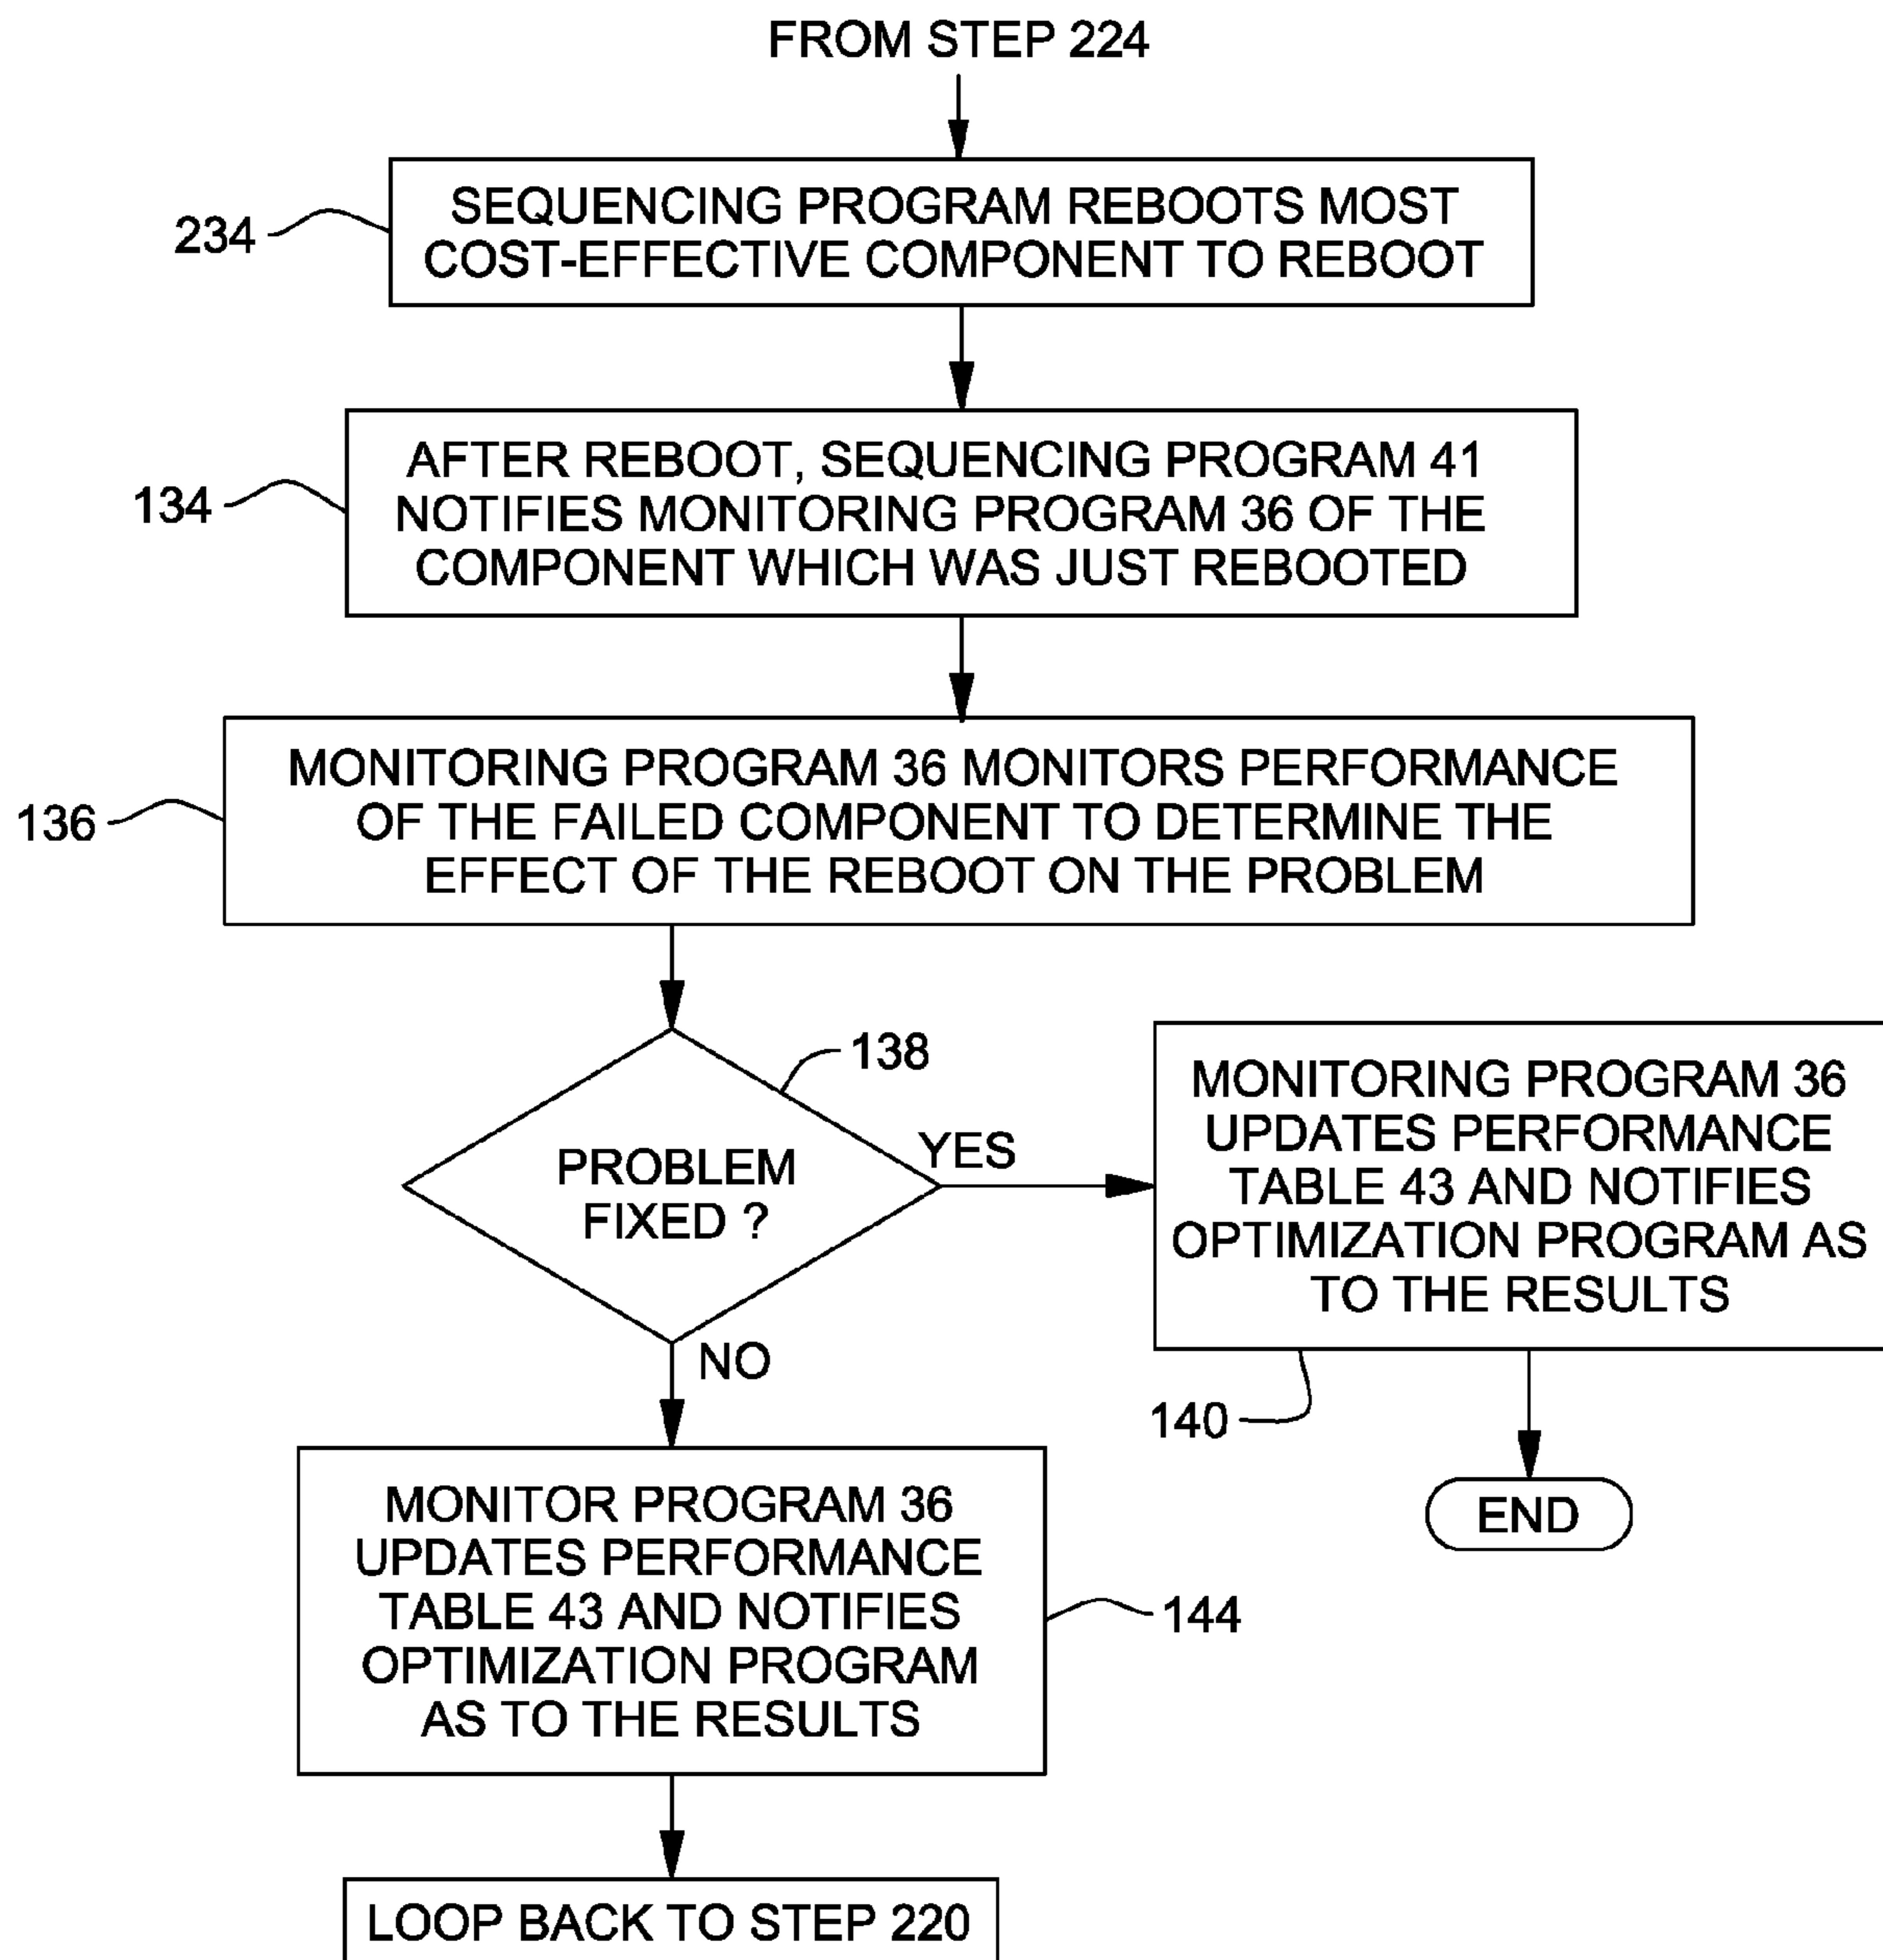 FROM STEP 224
SEQUENCING PROGRAM REBOOTS MOST
COST-EFFECTIVE COMPONENT TO REBOOT
234
AFTER REBOOT, SEQUENCING PROGRAM 41
NOTIFIES MONITORING PROGRAM 36 OF THE
COMPONENT WHICH WAS JUST REBOOTED
134
MONITORING PROGRAM 36 MONITORS PERFORMANCE
OF THE FAILED COMPONENT TO DETERMINE THE
EFFECT OF THE REBOOT ON THE PROBLEM
136
138
PROBLEM
FIXED ?
YES
NO
MONITORING PROGRAM 36
UPDATES PERFORMANCE
TABLE 43 AND NOTIFIES
OPTIMIZATION PROGRAM AS
TO THE RESULTS
140
END
MONITOR PROGRAM 36
UPDATES PERFORMANCE
TABLE 43 AND NOTIFIES
OPTIMIZATION PROGRAM
AS TO THE RESULTS
144
LOOP BACK TO STEP 220